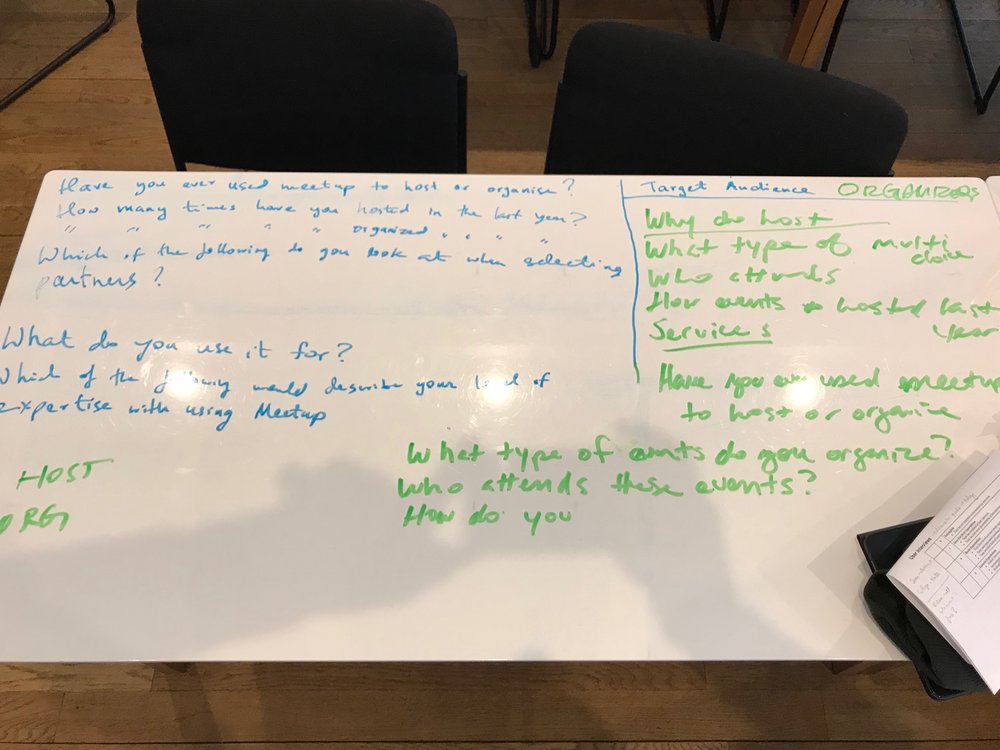 Have you ever used meetup to host or organise?
How many times have you hosted in the last year?
" " " " " organized " " " "
Which of the following do you look at when selecting
partners?
What do you use it for?
Which of the following would describe your level of
expertise with using Meetup
HOST
ORG
Target Audience ORGANIZERS
Why do host
What type of multi
choice
Who attends
How events hosted last
year
Services
Have you ever used meetup
to host or organise
What type of events do you organize?
Who attends these events?
How do you
User Interviews